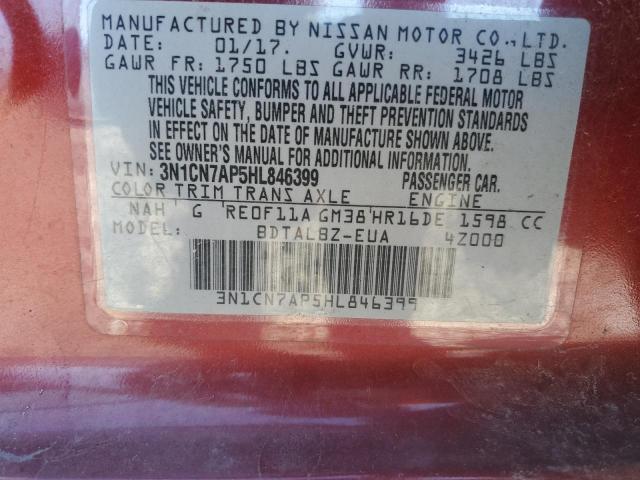 MANUFACTURED BY NISSAN MOTOR CO., LTD.
DATE: 01/17. GVWR: 3426 LBS
GAWR FR: 1750 LBS GAWR RR: 1708 LBS
THIS VEHICLE CONFORMS TO ALL APPLICABLE FEDERAL MOTOR
VEHICLE SAFETY, BUMPER AND THEFT PREVENTION STANDARDS
IN EFFECT ON THE DATE OF MANUFACTURE SHOWN ABOVE.
SEE OWNER'S MANUAL FOR ADDITIONAL INFORMATION.
VIN: 3N1CN7AP5HL846399 PASSENGER CAR.
COLOR TRIM TRANS AXLE ENGINE
NAH G RE0F11A GM38 HR16DE 1598 CC
MODEL: BDTALBZ-EUA 4Z000
3N1CN7AP5HL846399